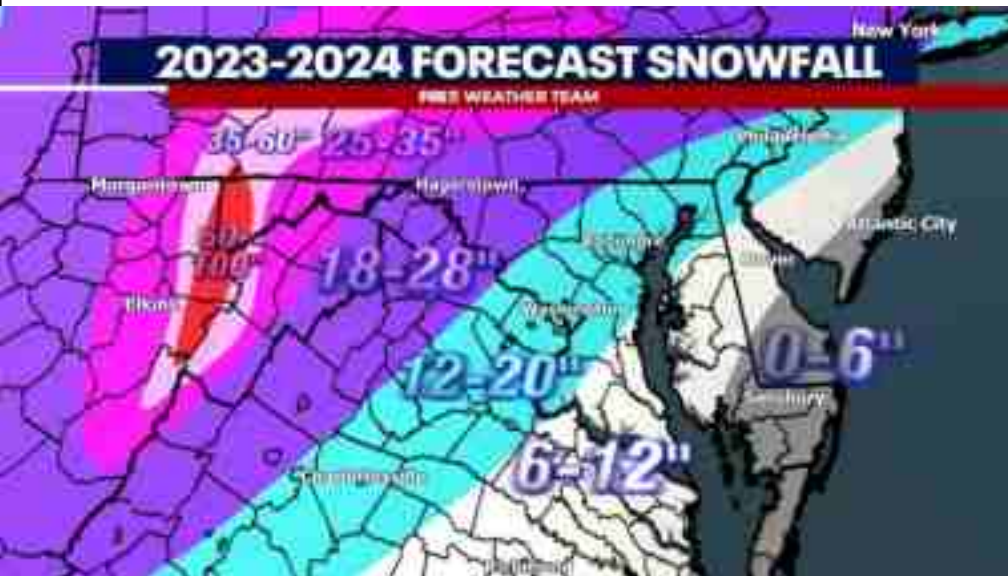 New York
2023-2024 FORECAST SNOWFALL
WEATHER TEAM
35-60" 25-35"
Philadelphia
Morgantown
Hagerstown
Atlantic City
Baltimore
100"
18-28"
Dover
Elkins
Washington
0-6"
12-20"
Salisbury
6-12"
Charlottesville
Richmond